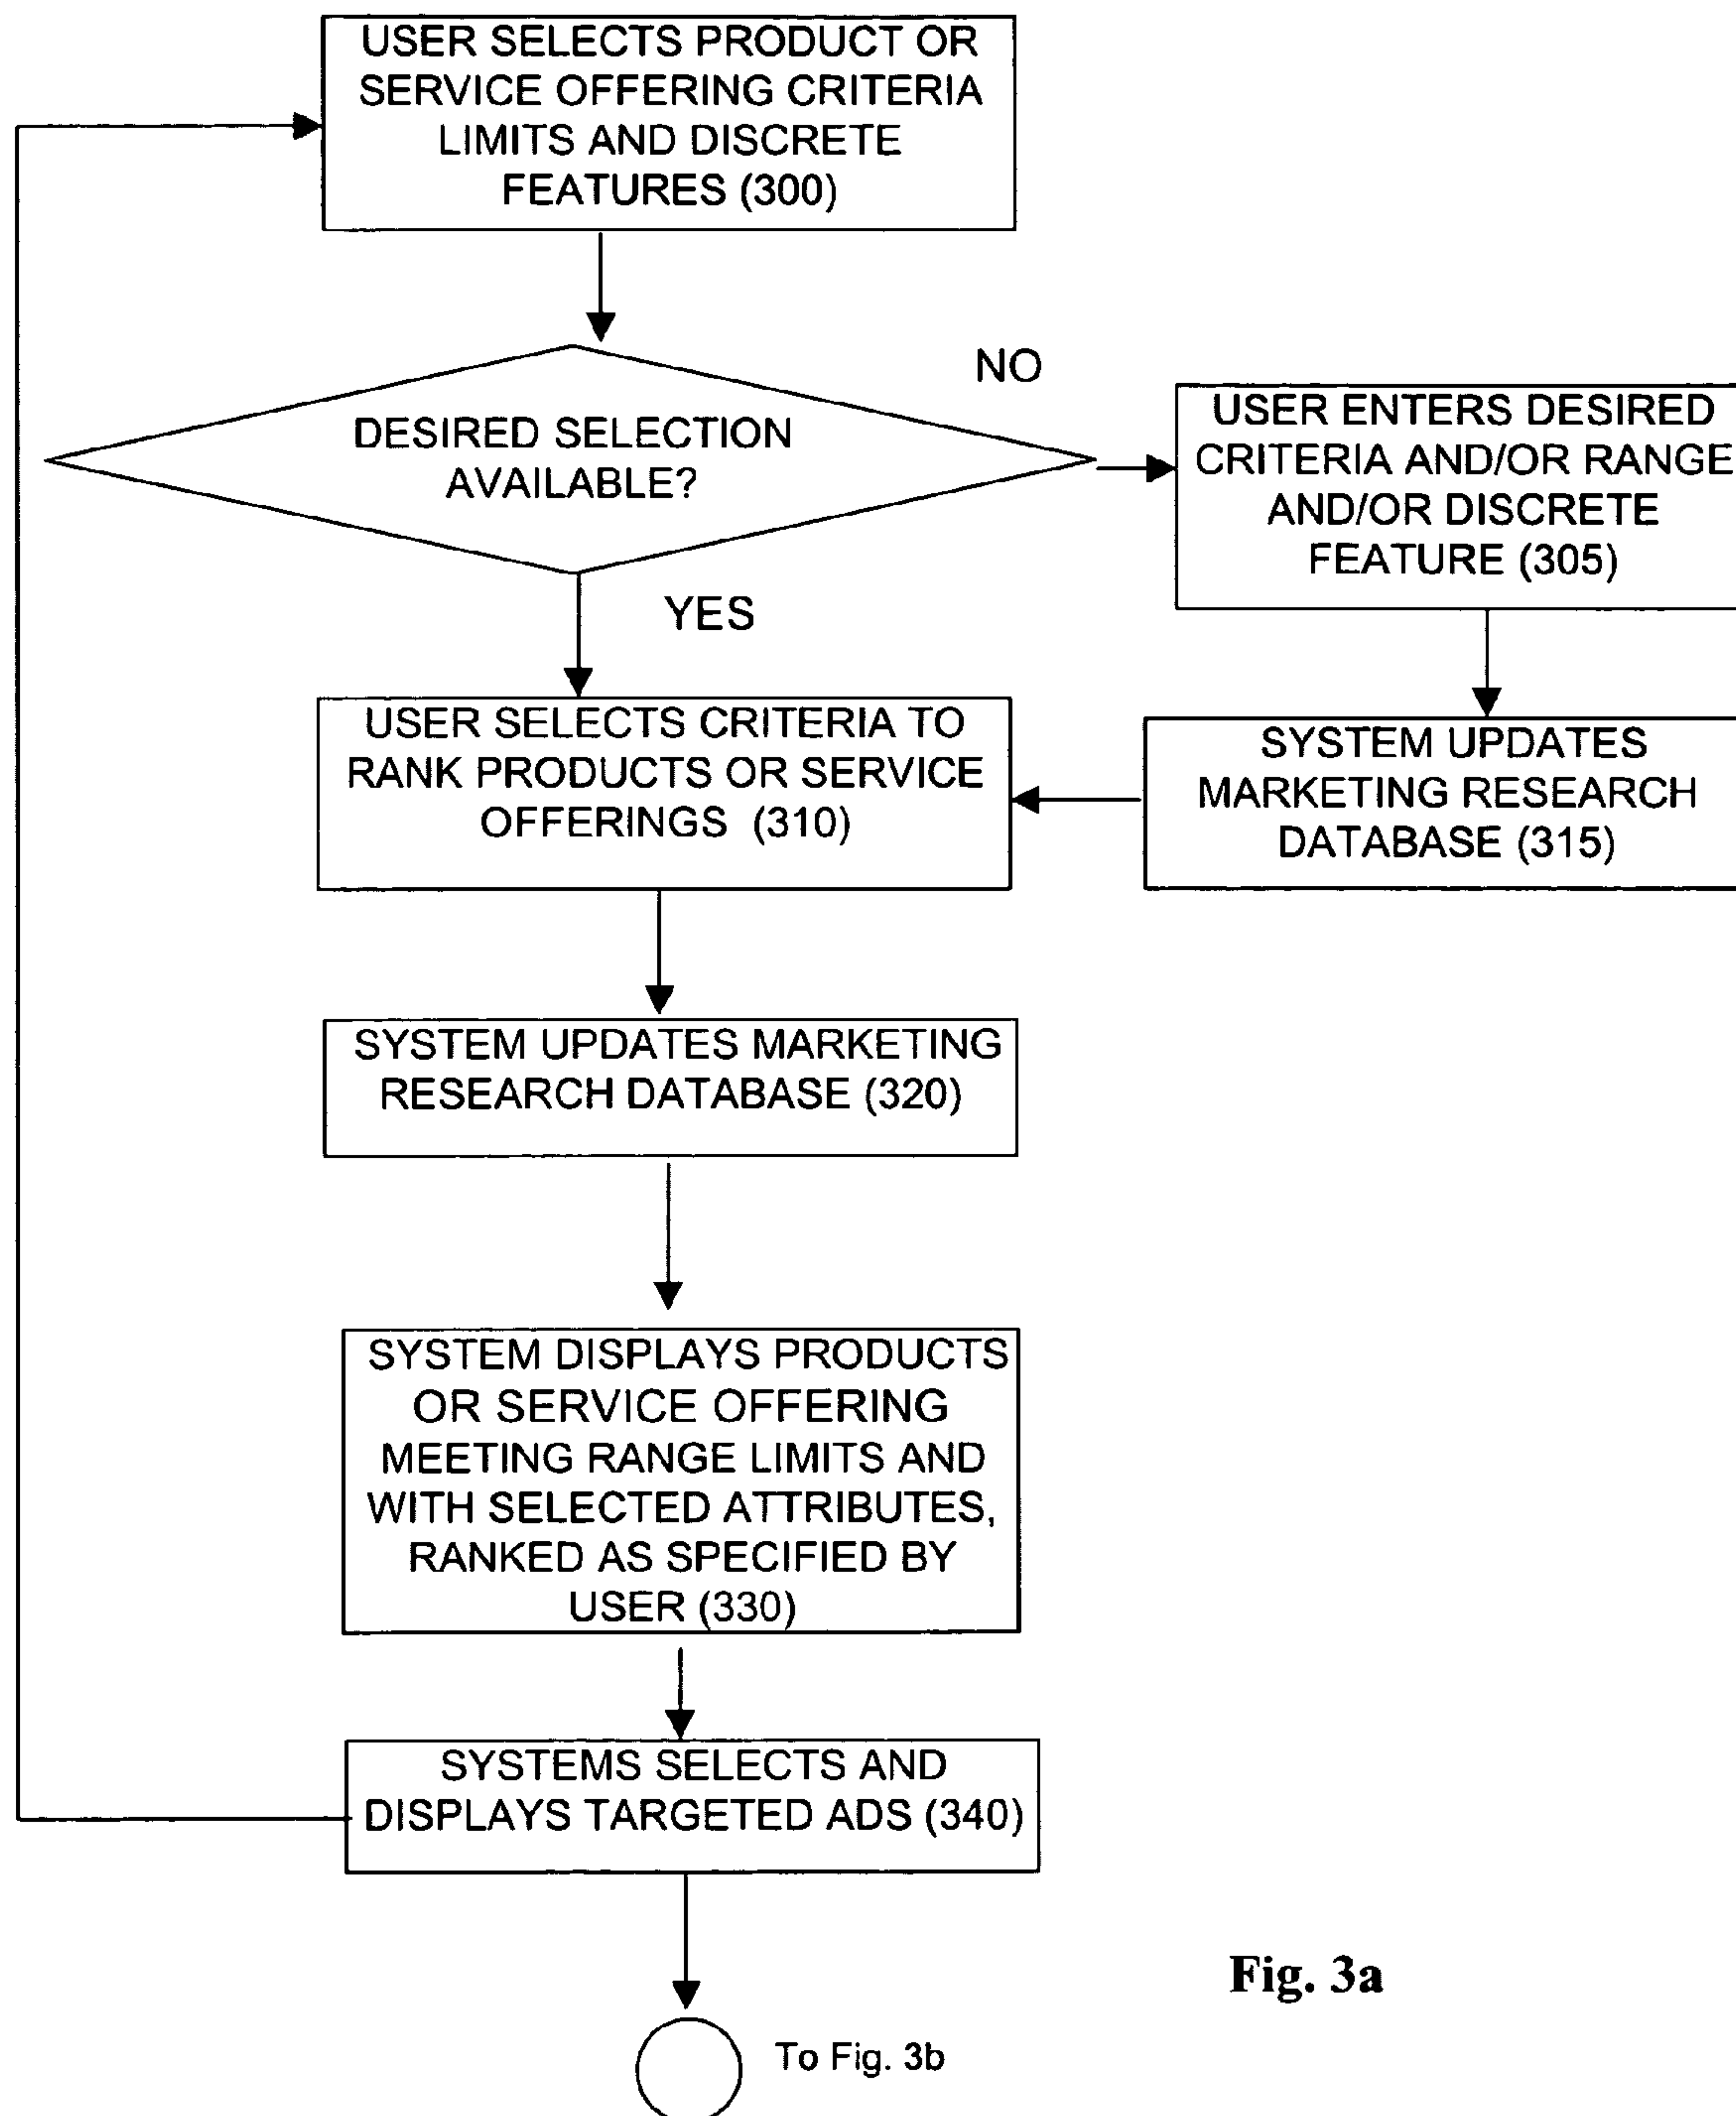 USER SELECTS PRODUCT OR
SERVICE OFFERING CRITERIA
LIMITS AND DISCRETE
FEATURES (300)
DESIRED SELECTION
AVAILABLE?
NO
USER ENTERS DESIRED
CRITERIA AND/OR RANGE
AND/OR DISCRETE
FEATURE (305)
YES
USER SELECTS CRITERIA TO
RANK PRODUCTS OR SERVICE
OFFERINGS (310)
SYSTEM UPDATES
MARKETING RESEARCH
DATABASE (315)
SYSTEM UPDATES MARKETING
RESEARCH DATABASE (320)
SYSTEM DISPLAYS PRODUCTS
OR SERVICE OFFERING
MEETING RANGE LIMITS AND
WITH SELECTED ATTRIBUTES,
RANKED AS SPECIFIED BY
USER (330)
SYSTEMS SELECTS AND
DISPLAYS TARGETED ADS (340)
Fig. 3a
To Fig. 3b